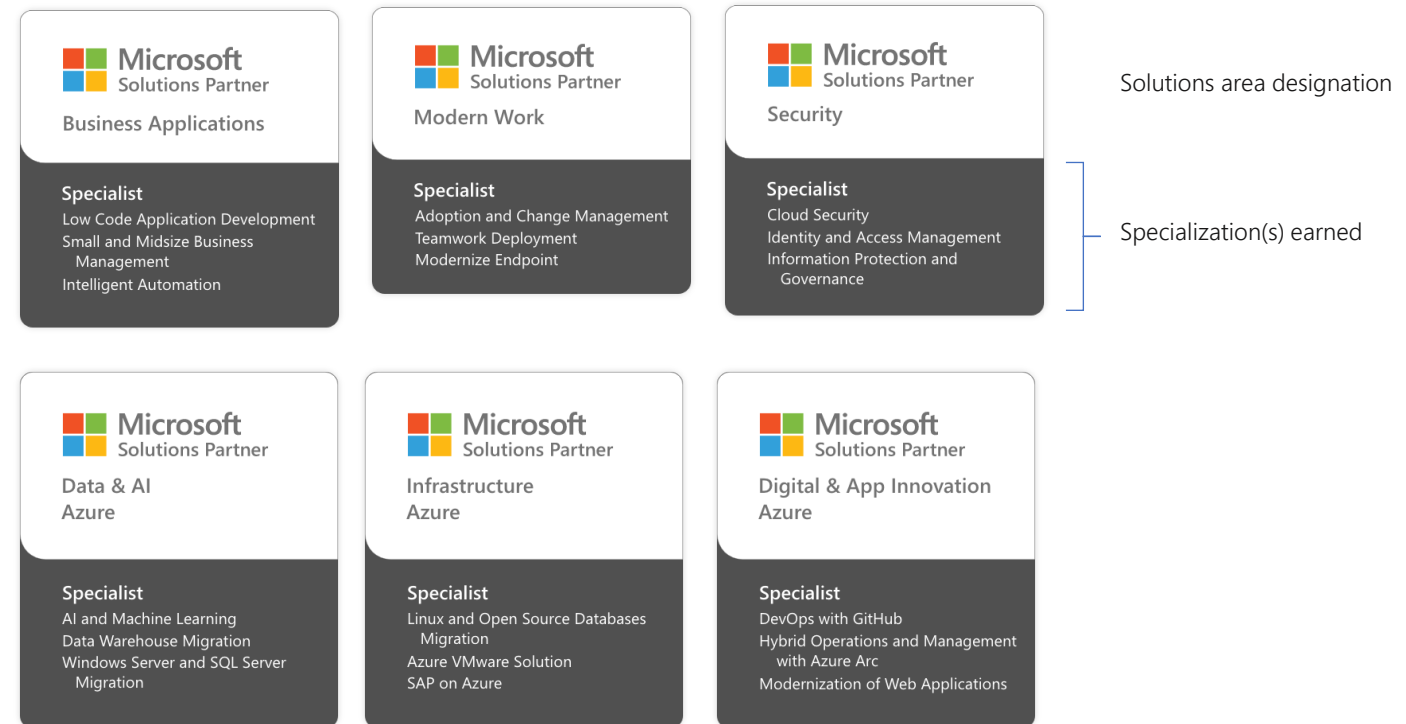 Microsoft
Solutions Partner
Business Applications
Specialist
Low Code Application Development
Small and Midsize Business
Management
Intelligent Automation
Microsoft
Solutions Partner
Modern Work
Specialist
Adoption and Change Management
Teamwork Deployment
Modernize Endpoint
Microsoft
Solutions Partner
Security
Specialist
Cloud Security
Identity and Access Management
Information Protection and
Governance
Solutions area designation
Specialization(s) earned
Microsoft
Solutions Partner
Data & AI
Azure
Specialist
AI and Machine Learning
Data Warehouse Migration
Windows Server and SQL Server
Migration
Microsoft
Solutions Partner
Infrastructure
Azure
Specialist
Linux and Open Source Databases
Migration
Azure VMware Solution
SAP on Azure
Microsoft
Solutions Partner
Digital & App Innovation
Azure
Specialist
DevOps with GitHub
Hybrid Operations and Management
with Azure Arc
Modernization of Web Applications